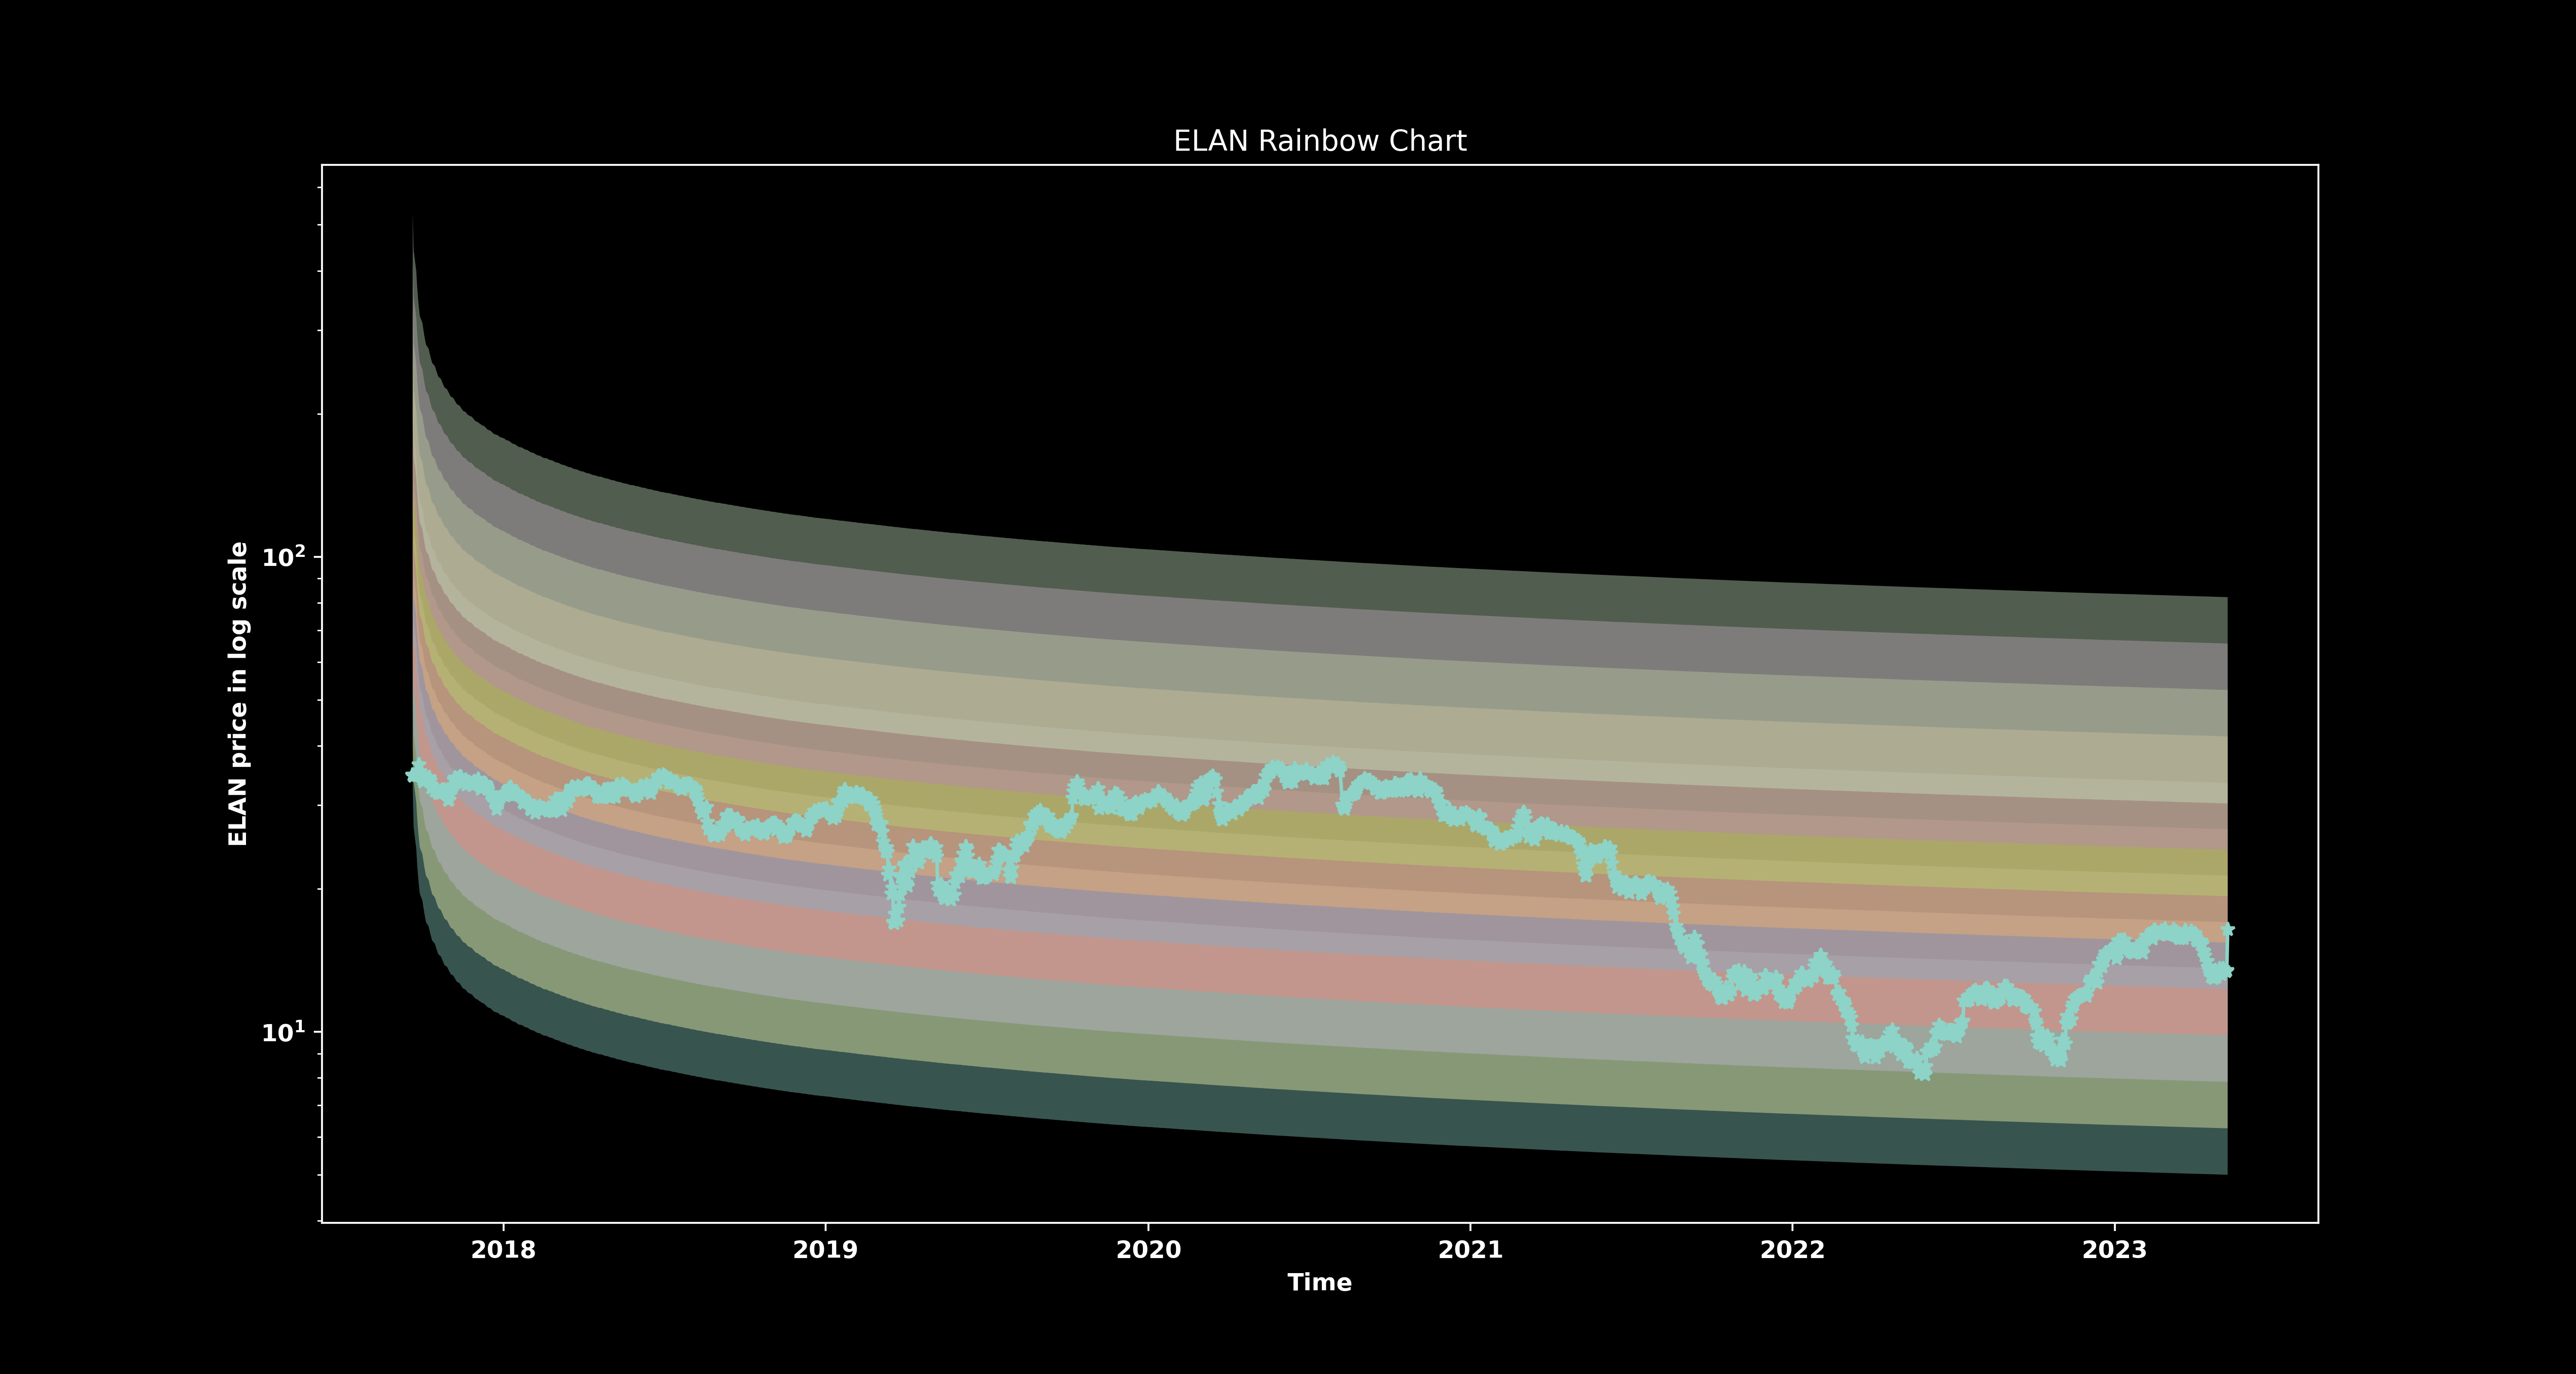 ELAN Rainbow Chart
ELAN price in log scale
10²
10¹
2018 2019 2020 2021 2022 2023
Time